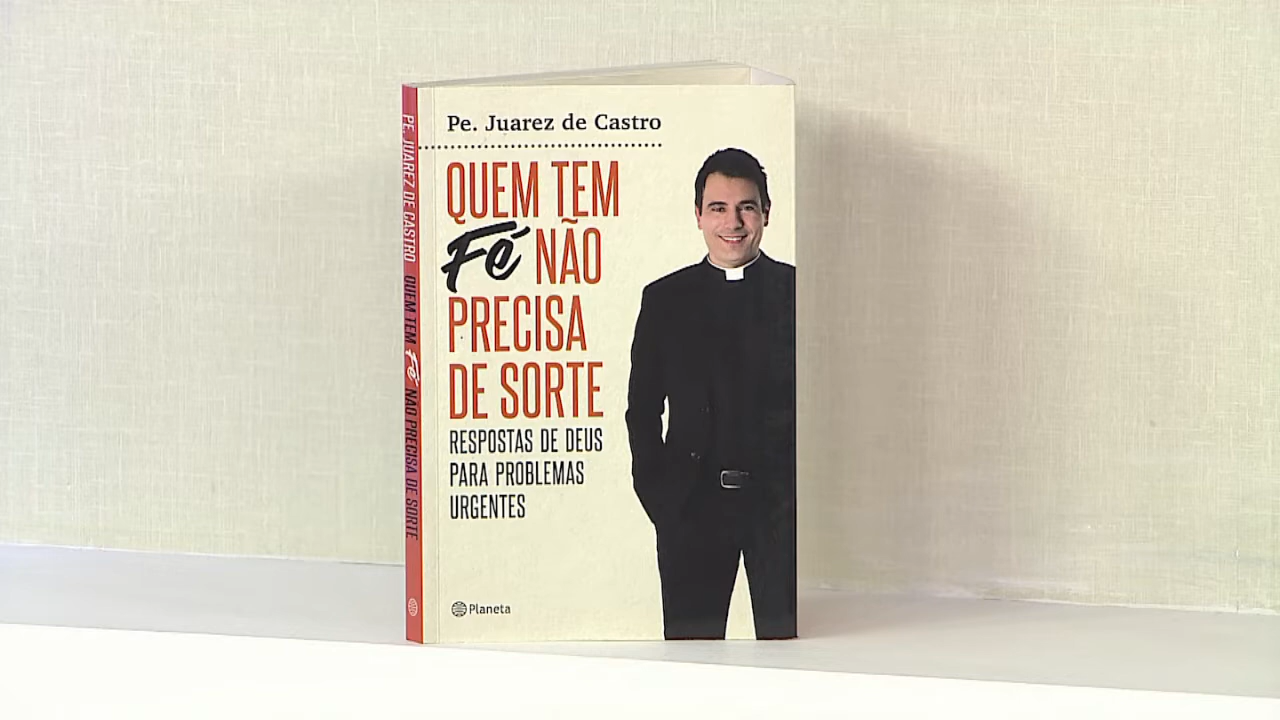 Pe. Juarez de Castro
QUEM TEM
Fé NÃO
PRECISA
DE SORTE
RESPOSTAS DE DEUS
PARA PROBLEMAS
URGENTES
Planeta
PE. JUAREZ DE CASTRO QUEM TEM Fé NÃO PRECISA DE SORTE